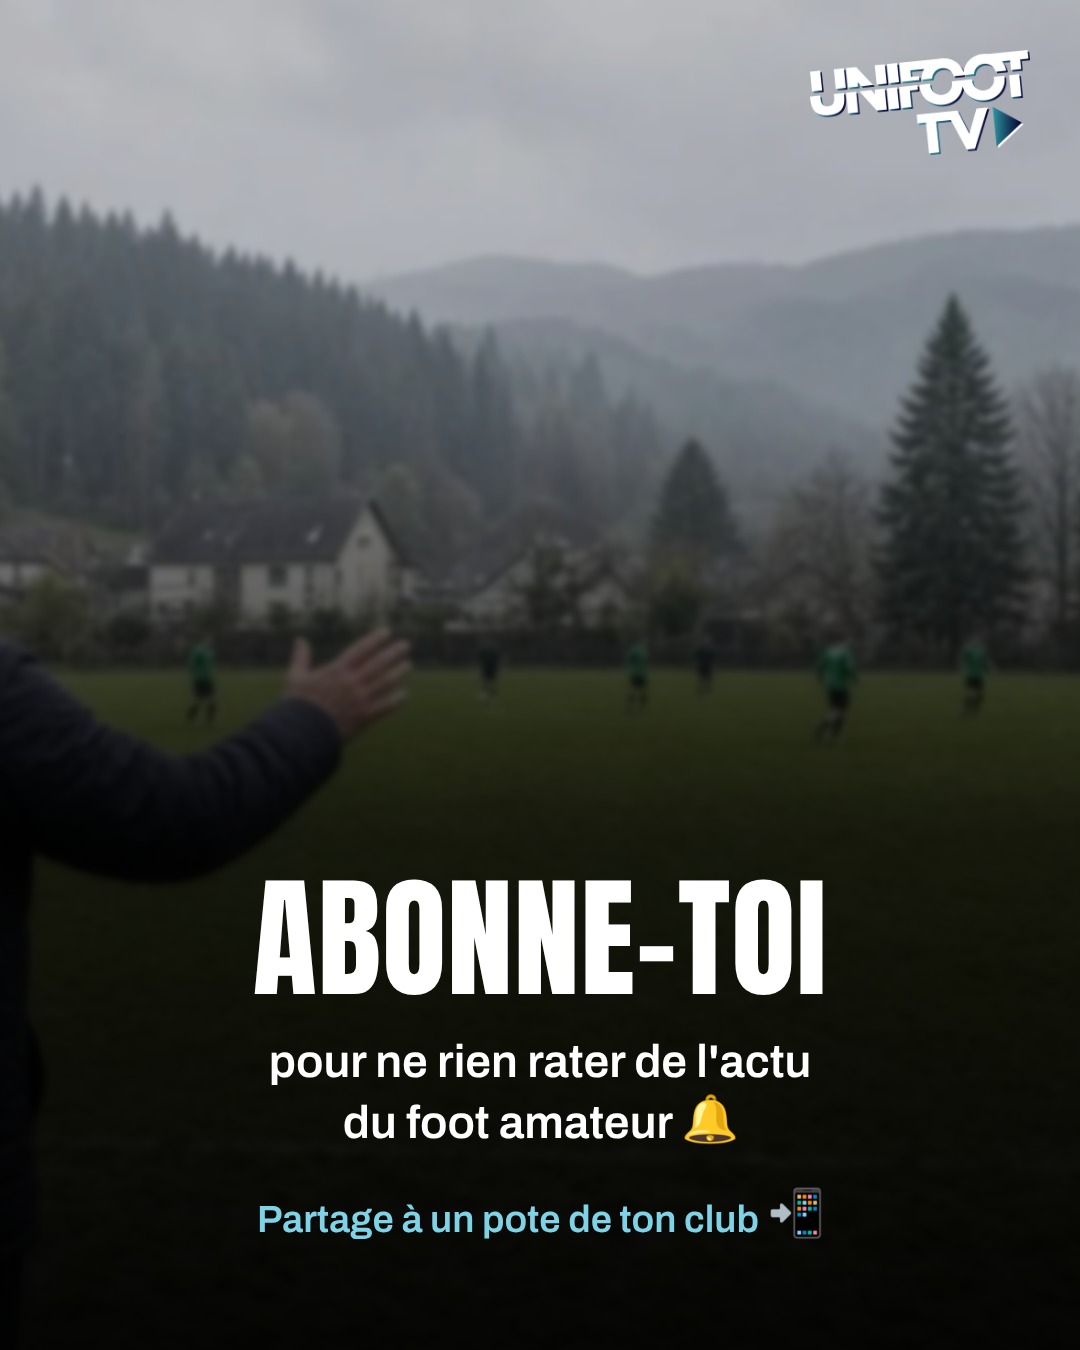 UNIFOOT
TV
ABONNE-TOI
pour ne rien rater de l'actu
du foot amateur 🔔
Partage à un pote de ton club 📲